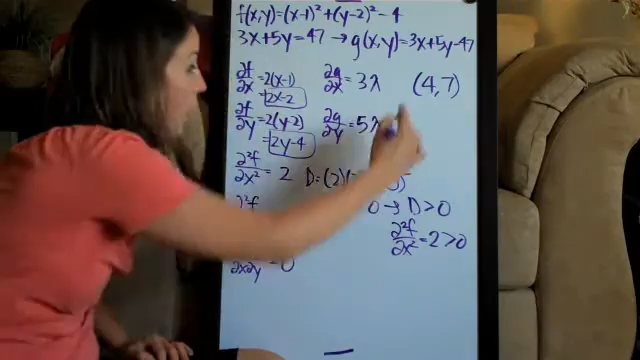 f(x,y)=(x-1)²+(y-2)²-4
3x+5y=47 → g(x,y)=3x+5y-47
∂f/∂x = 2(x-1) ∂g/∂x = 3λ (4,7)
= 2x-2
∂f/∂y = 2(y-2) ∂g/∂y = 5λ
= 2y-4
∂²f/∂x² = 2 D=(2)(
∂²f 0 → D>0
∂²f/∂x² = 2>0
∂x∂y = 0